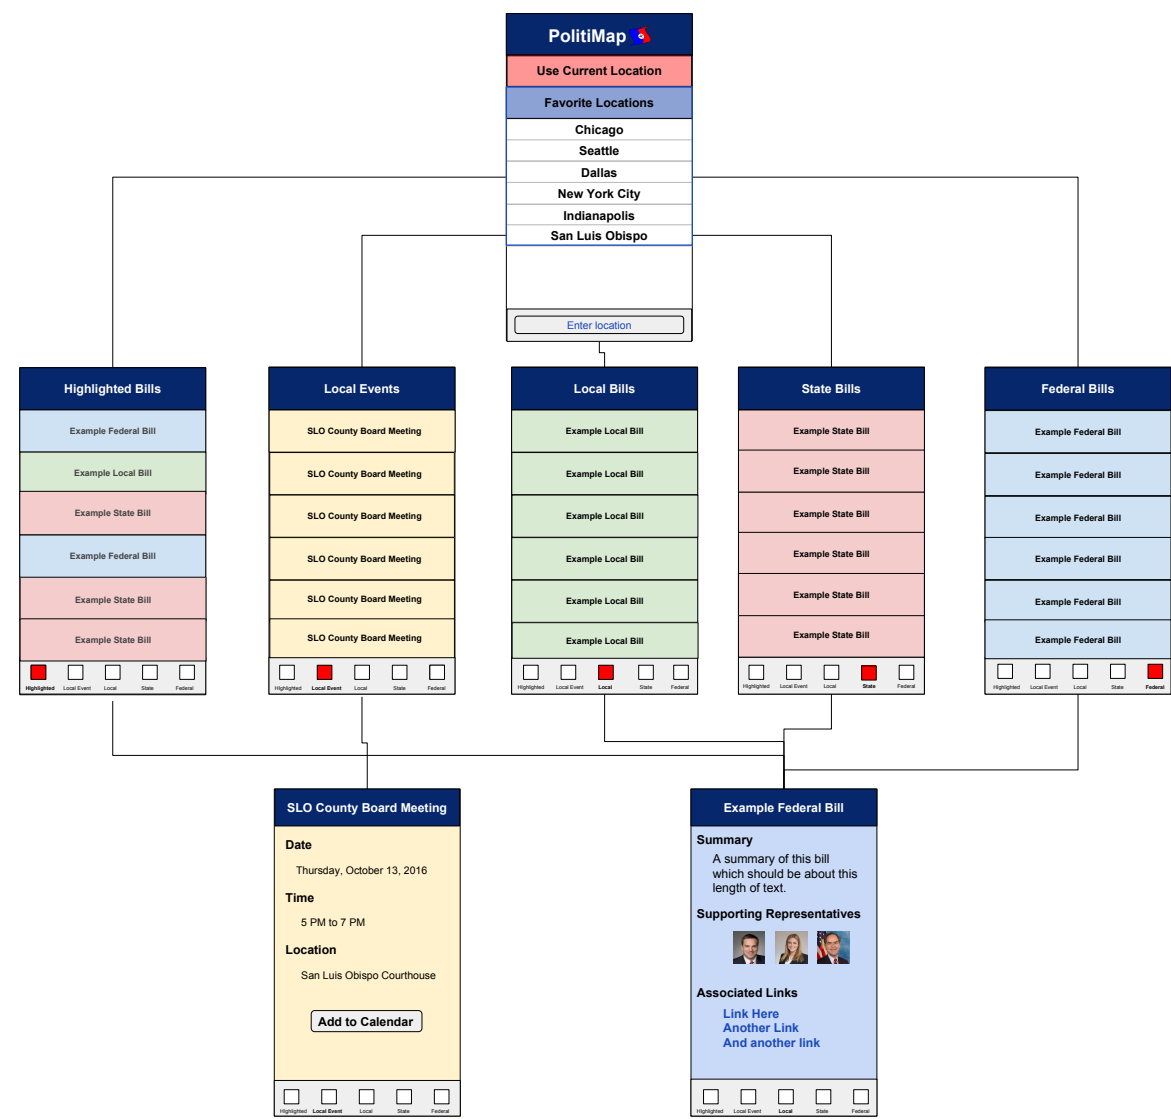 PolitiMap
Use Current Location
Favorite Locations
Chicago
Seattle
Dallas
New York City
Indianapolis
San Luis Obispo
Enter location
Highlighted Bills
Example Federal Bill
Example Local Bill
Example State Bill
Example Federal Bill
Example State Bill
Example State Bill
Highlighted Local Event Local State Federal
Local Events
SLO County Board Meeting
SLO County Board Meeting
SLO County Board Meeting
SLO County Board Meeting
SLO County Board Meeting
SLO County Board Meeting
Highlighted Local Event Local State Federal
Local Bills
Example Local Bill
Example Local Bill
Example Local Bill
Example Local Bill
Example Local Bill
Example Local Bill
Highlighted Local Event Local State Federal
State Bills
Example State Bill
Example State Bill
Example State Bill
Example State Bill
Example State Bill
Example State Bill
Highlighted Local Event Local State Federal
Federal Bills
Example Federal Bill
Example Federal Bill
Example Federal Bill
Example Federal Bill
Example Federal Bill
Example Federal Bill
Highlighted Local Event Local State Federal
SLO County Board Meeting
Date
Thursday, October 13, 2016
Time
5 PM to 7 PM
Location
San Luis Obispo Courthouse
Add to Calendar
Highlighted Local Event Local State Federal
Example Federal Bill
Summary
A summary of this bill
which should be about this
length of text.
Supporting Representatives
Associated Links
Link Here
Another Link
And another link
Highlighted Local Event Local State Federal